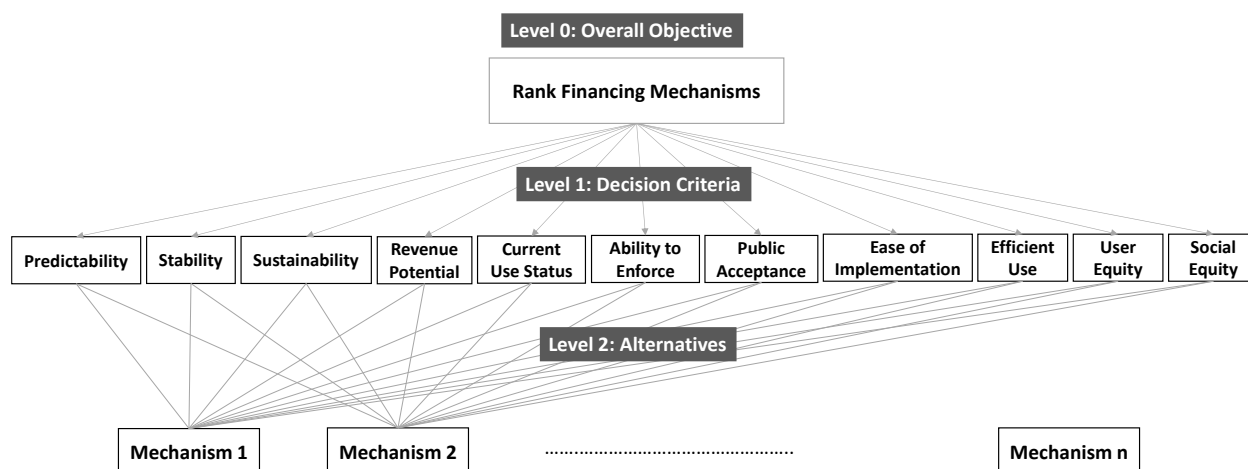 Level 0: Overall Objective
Rank Financing Mechanisms
Level 1: Decision Criteria
Predictability
Stability
Sustainability
Revenue
Potential
Current
Use Status
Ability to
Enforce
Public
Acceptance
Ease of
Implementation
Efficient
Use
User
Equity
Social
Equity
Level 2: Alternatives
Mechanism 1
Mechanism 2
…………………………………………..
Mechanism n